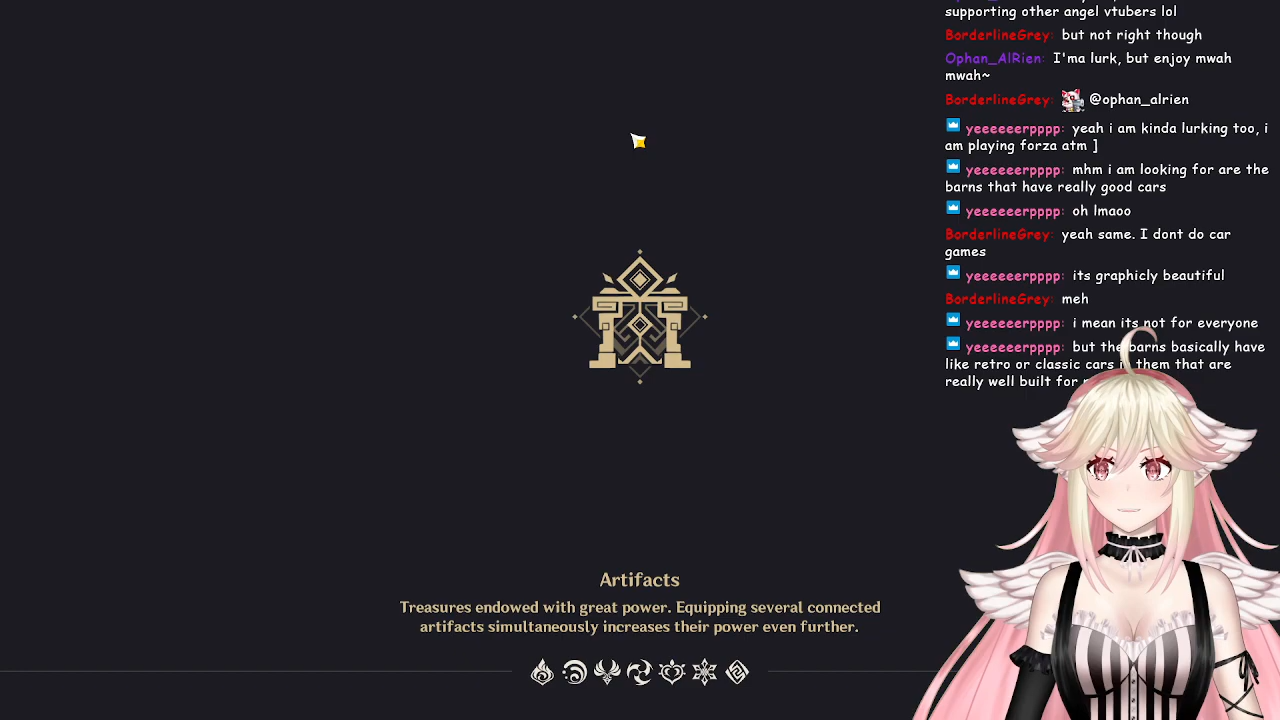 supporting other angel vtubers lol
BorderlineGrey: but not right though
Ophan_AlRien: I'ma lurk, but enjoy mwah
mwah~
BorderlineGrey: @ophan_alrien
yeeeeeerpppp: yeah i am kinda lurking too, i
am playing forza atm ]
yeeeeeerpppp: mhm i am looking for are the
barns that have really good cars
yeeeeeerpppp: oh lmaoo
BorderlineGrey: yeah same. I dont do car
games
yeeeeeerpppp: its graphicly beautiful
BorderlineGrey: meh
yeeeeeerpppp: i mean its not for everyone
yeeeeeerpppp: but the barns basically have
like retro or classic cars in them that are
really well built for
Artifacts
Treasures endowed with great power. Equipping several connected
artifacts simultaneously increases their power even further.